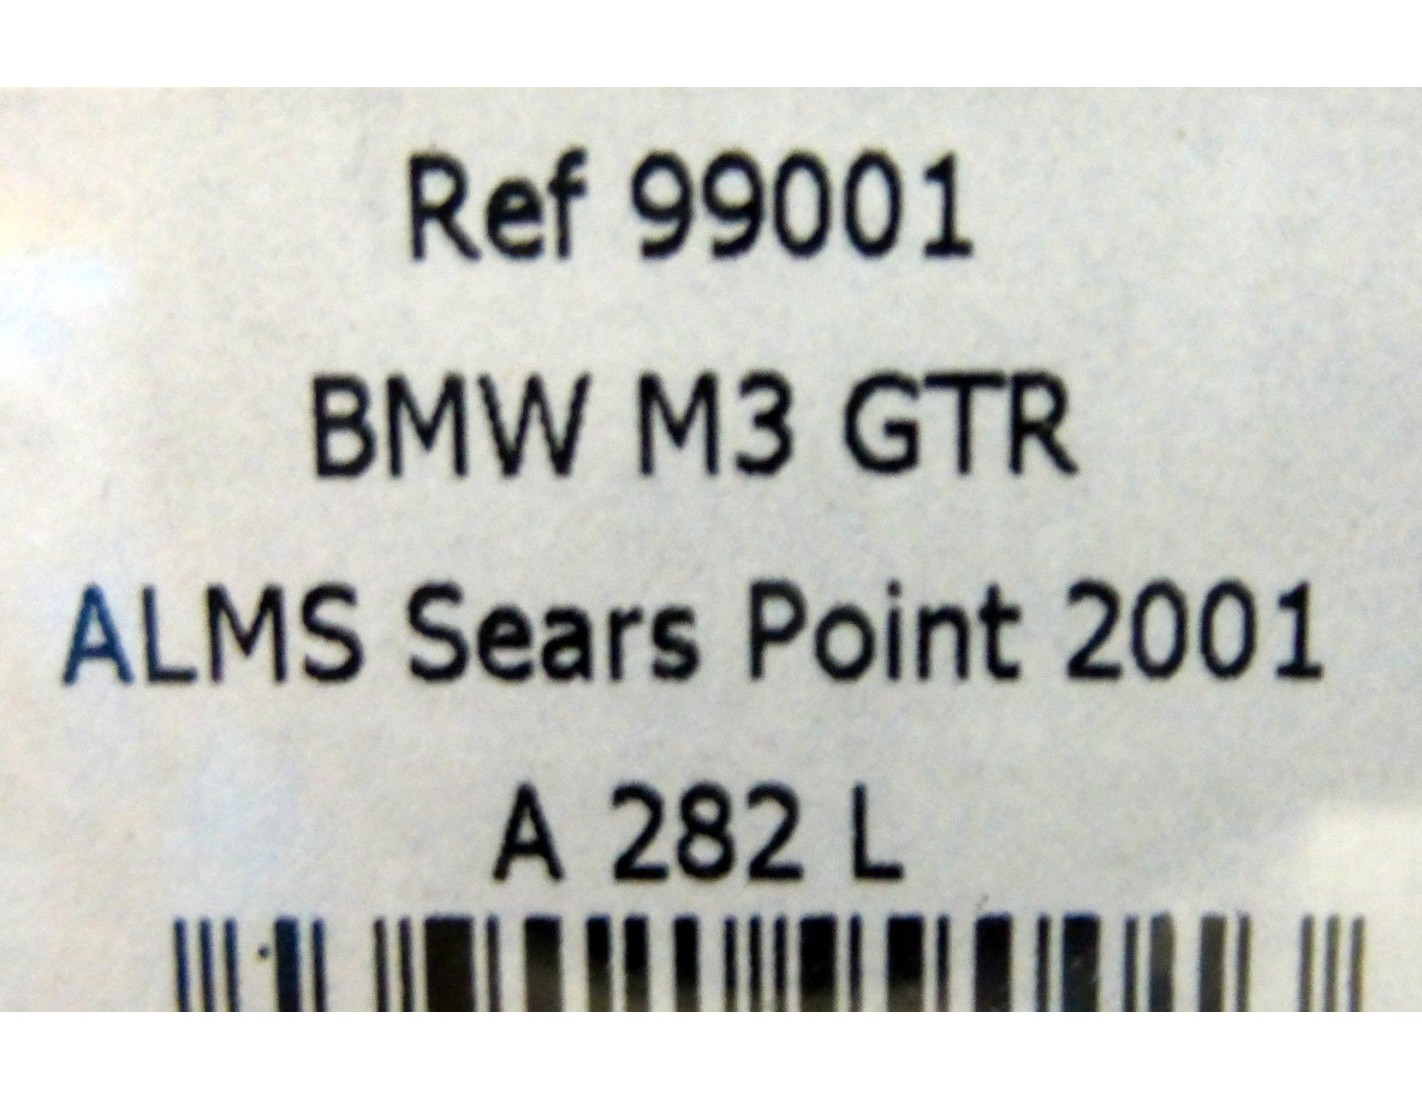 Ref 99001
BMW M3 GTR
ALMS Sears Point 2001
A 282 L